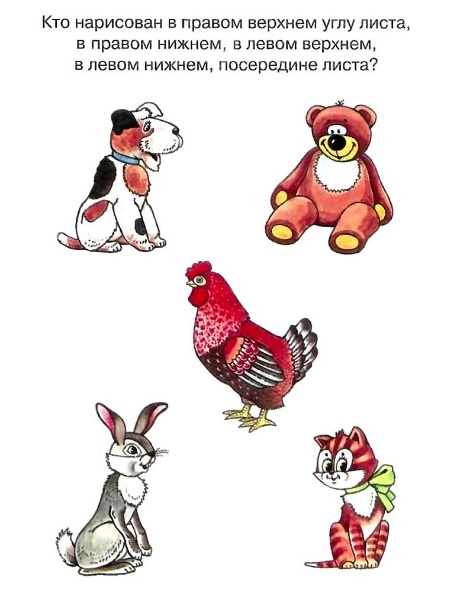 Кто нарисован в правом верхнем углу листа,
в правом нижнем, в левом верхнем,
в левом нижнем, посередине листа?